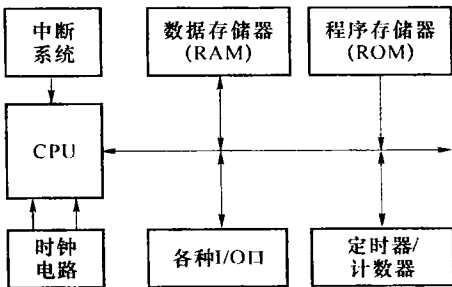 中断
系统
数据存储器
(RAM)
程序存储器
(ROM)
CPU
时钟
电路
各种I/O口
定时器/
计数器